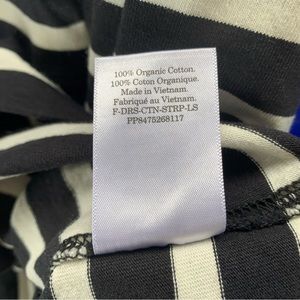 100% Organic Cotton.
100% Coton Organique.
Made in Vietnam.
Fabriqué au Vietnam.
F-DRS-CTN-STRP-LS
PP8475268117